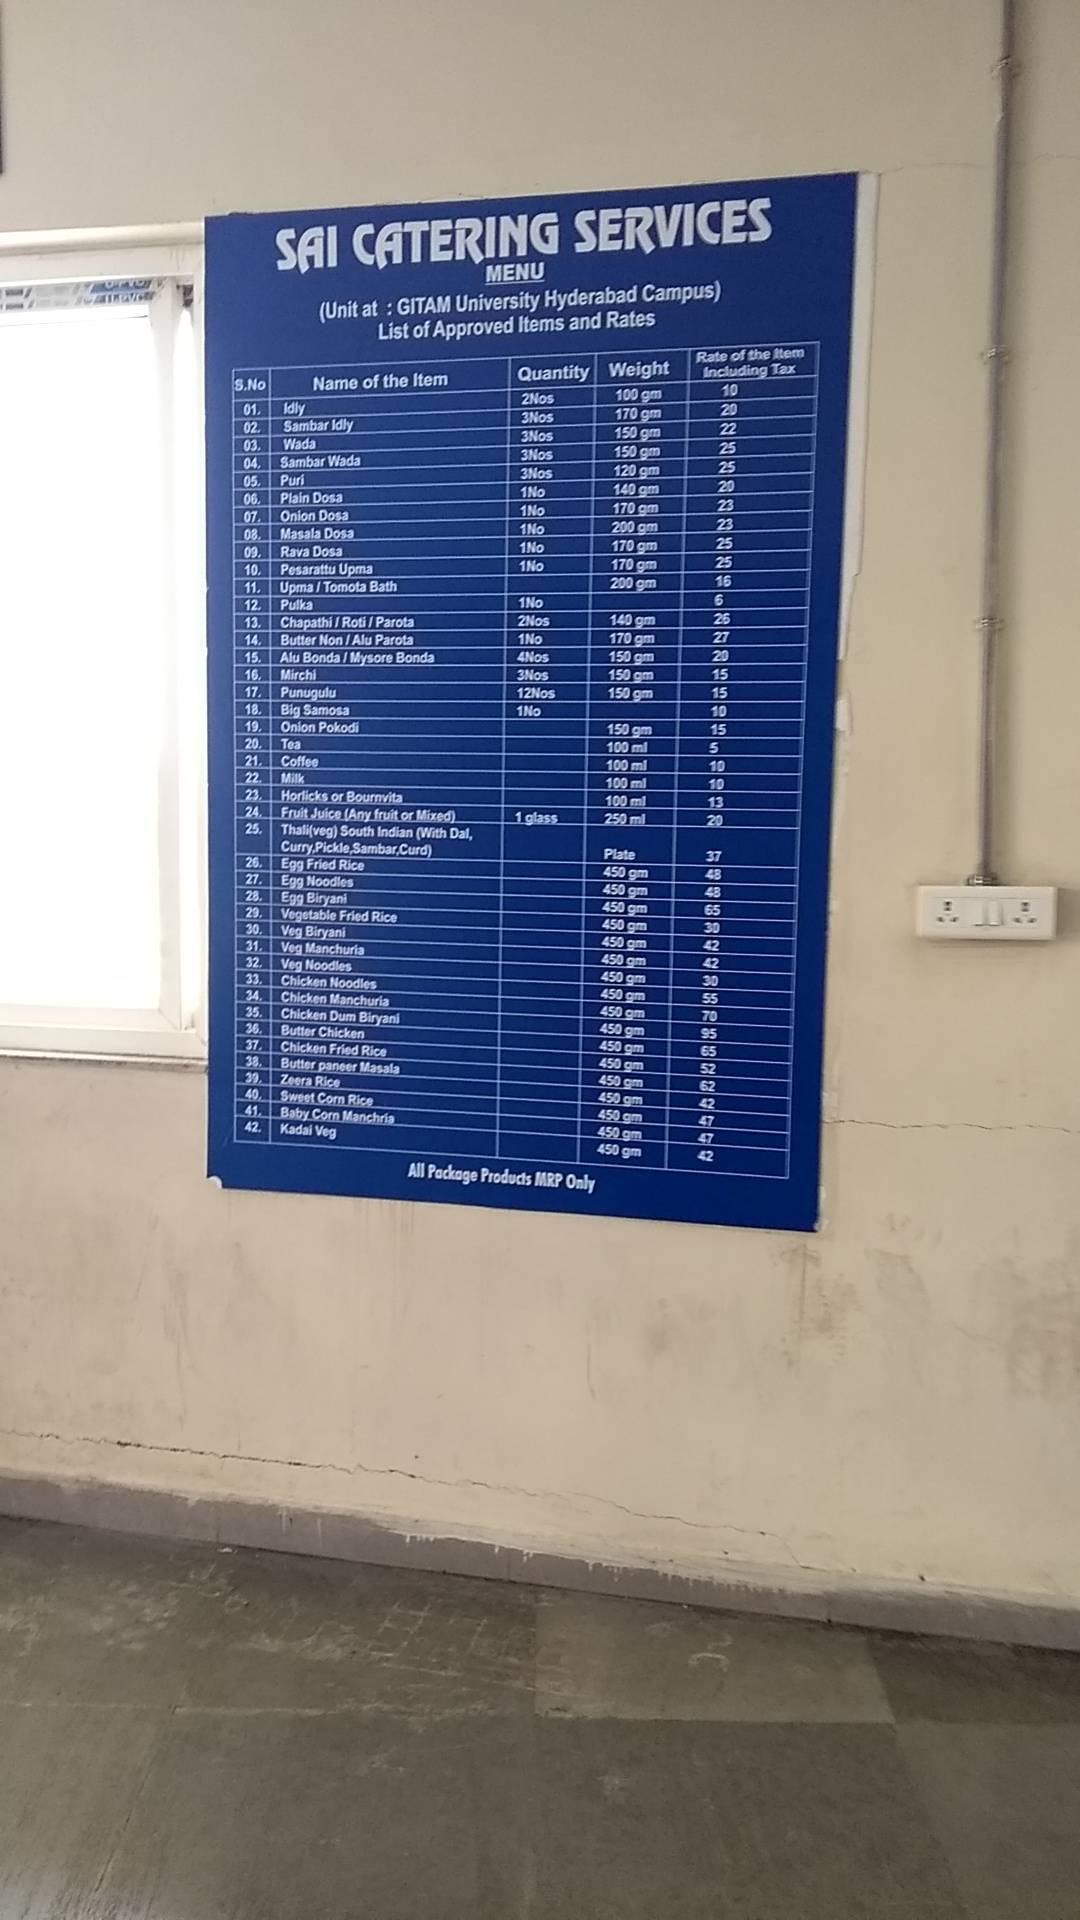 SAI CATERING SERVICES
MENU
(Unit at : GITAM University Hyderabad Campus)
List of Approved Items and Rates
S.No Name of the Item Quantity Weight Rate of the Item Including Tax
01. Idly 2Nos 100 gm 10
02. Sambar Idly 3Nos 170 gm 20
03. Wada 3Nos 150 gm 22
04. Sambar Wada 3Nos 150 gm 25
05. Puri 3Nos 120 gm 25
06. Plain Dosa 1No 140 gm 20
07. Onion Dosa 1No 170 gm 23
08. Masala Dosa 1No 200 gm 23
09. Rava Dosa 1No 170 gm 25
10. Pesarattu Upma 1No 170 gm 25
11. Upma / Tomota Bath 200 gm 16
12. Pulka 1No 6
13. Chapathi / Roti / Parota 2Nos 140 gm 26
14. Butter Non / Alu Parota 1No 170 gm 27
15. Alu Bonda / Mysore Bonda 4Nos 150 gm 20
16. Mirchi 3Nos 150 gm 15
17. Punugulu 12Nos 150 gm 15
18. Big Samosa 1No 10
19. Onion Pokodi 150 gm 15
20. Tea 100 ml 5
21. Coffee 100 ml 10
22. Milk 100 ml 10
23. Horlicks or Bournvita 100 ml 13
24. Fruit Juice (Any fruit or Mixed) 1 glass 250 ml 20
25. Thali(veg) South Indian (With Dal,
Curry,Pickle,Sambar,Curd) Plate 37
26. Egg Fried Rice 450 gm 48
27. Egg Noodles 450 gm 48
28. Egg Biryani 450 gm 65
29. Vegetable Fried Rice 450 gm 30
30. Veg Biryani 450 gm 42
31. Veg Manchuria 450 gm 42
32. Veg Noodles 450 gm 30
33. Chicken Noodles 450 gm 55
34. Chicken Manchuria 450 gm 70
35. Chicken Dum Biryani 450 gm 95
36. Butter Chicken 450 gm 65
37. Chicken Fried Rice 450 gm 52
38. Butter paneer Masala 450 gm 62
39. Zeera Rice 450 gm 42
40. Sweet Corn Rice 450 gm 47
41. Baby Corn Manchria 450 gm 47
42. Kadai Veg 450 gm 42
All Package Products MRP Only